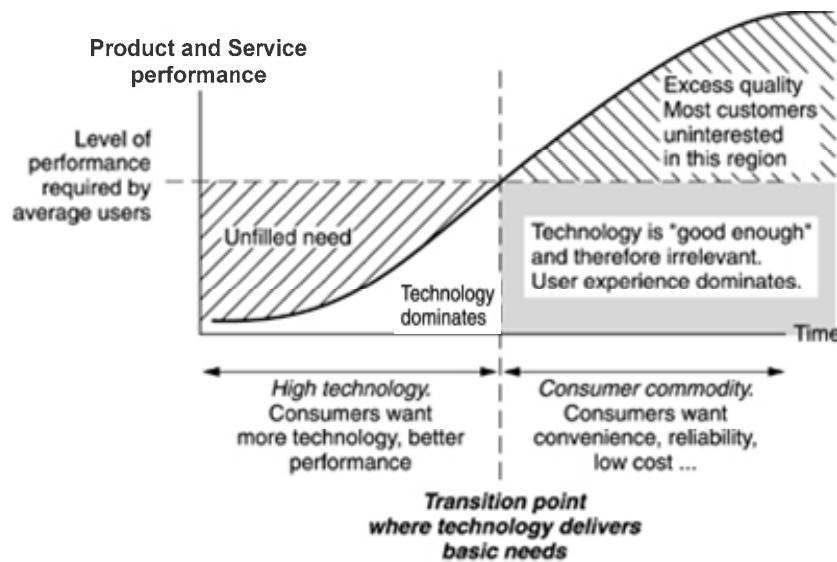 Product and Service
performance
Level of
performance
required by
average users
Unfilled need
Excess quality
Most customers
uninterested
in this region
Technology is "good enough"
and therefore irrelevant.
User experience dominates.
Technology
dominates
Time
High technology.
Consumers want
more technology, better
performance
Consumer commodity.
Consumers want
convenience, reliability,
low cost ...
Transition point
where technology delivers
basic needs